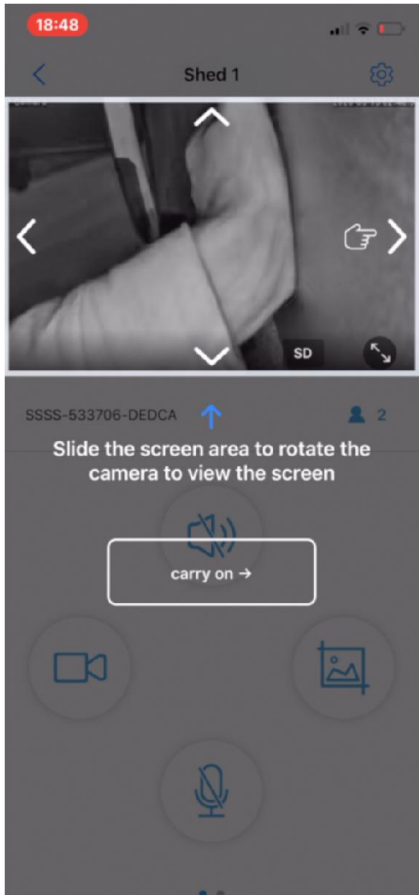 18:48
Shed 1
SD
SSSS-533706-DEDCA
2
Slide the screen area to rotate the
camera to view the screen
carry on →